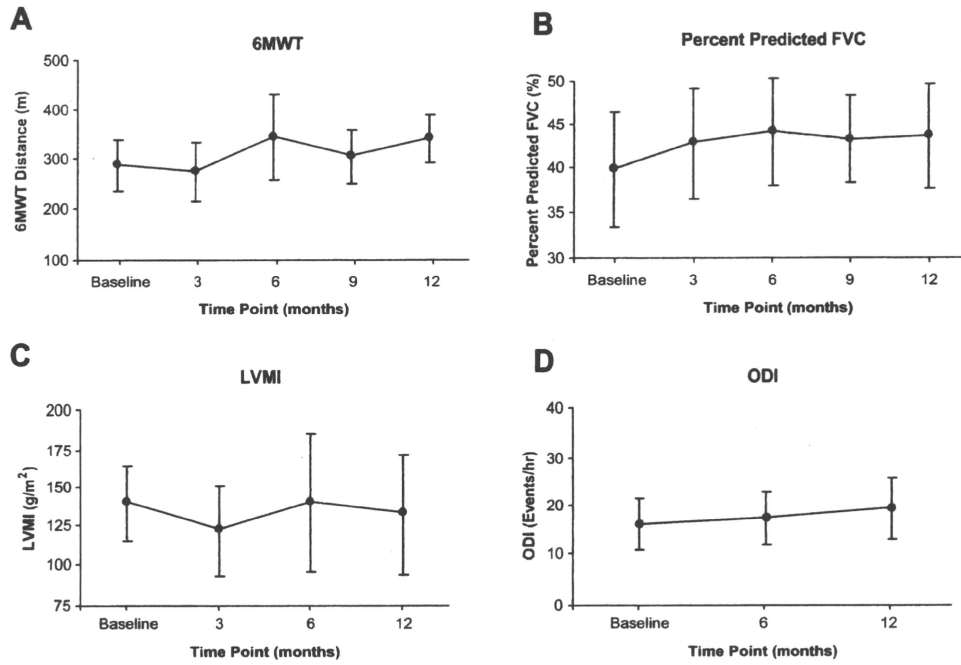 A
6MWT
500
400
300
200
100
6MWT Distance (m)
Baseline 3 6 9 12
Time Point (months)
B
Percent Predicted FVC
50
45
40
35
30
Percent Predicted FVC (%)
Baseline 3 6 9 12
Time Point (months)
C
LVMI
200
175
150
125
100
75
LVMI (g/m²)
Baseline 3 6 12
Time Point (months)
D
ODI
40
30
20
10
0
ODI (Events/hr)
Baseline 6 12
Time Point (months)